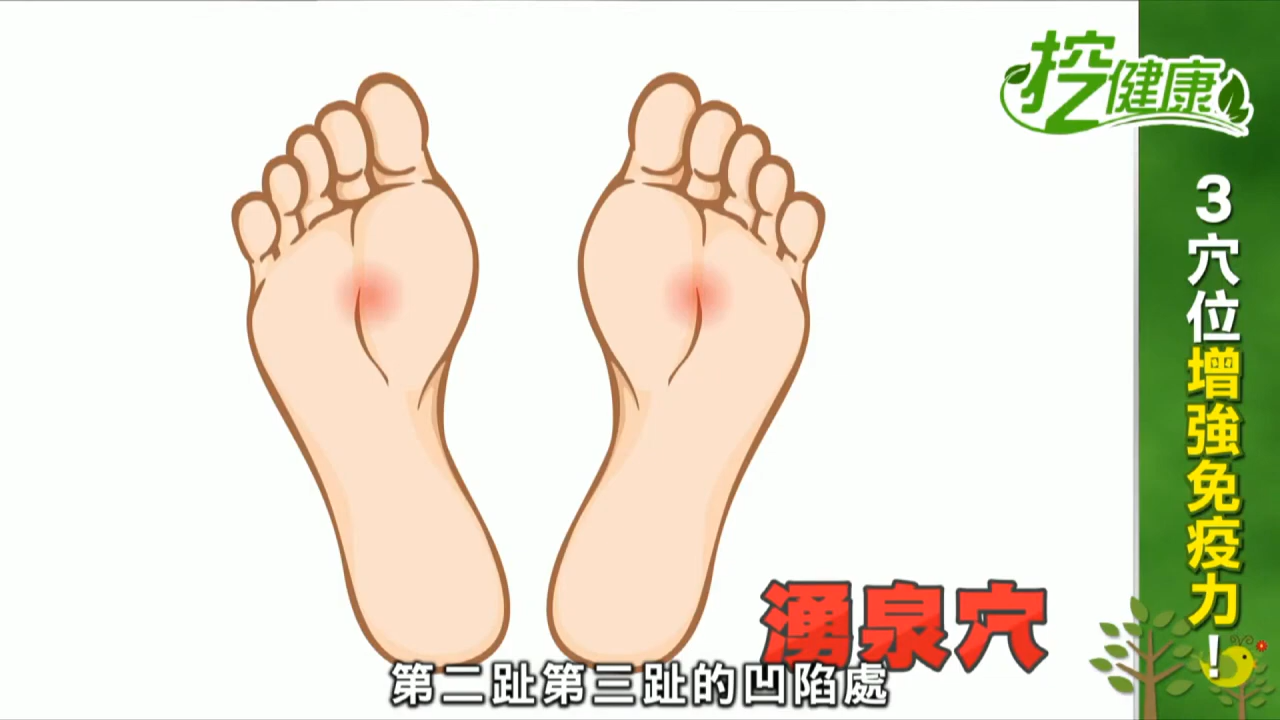 挖健康
3穴位增強免疫力!
湧泉穴
第二趾第三趾的凹陷處